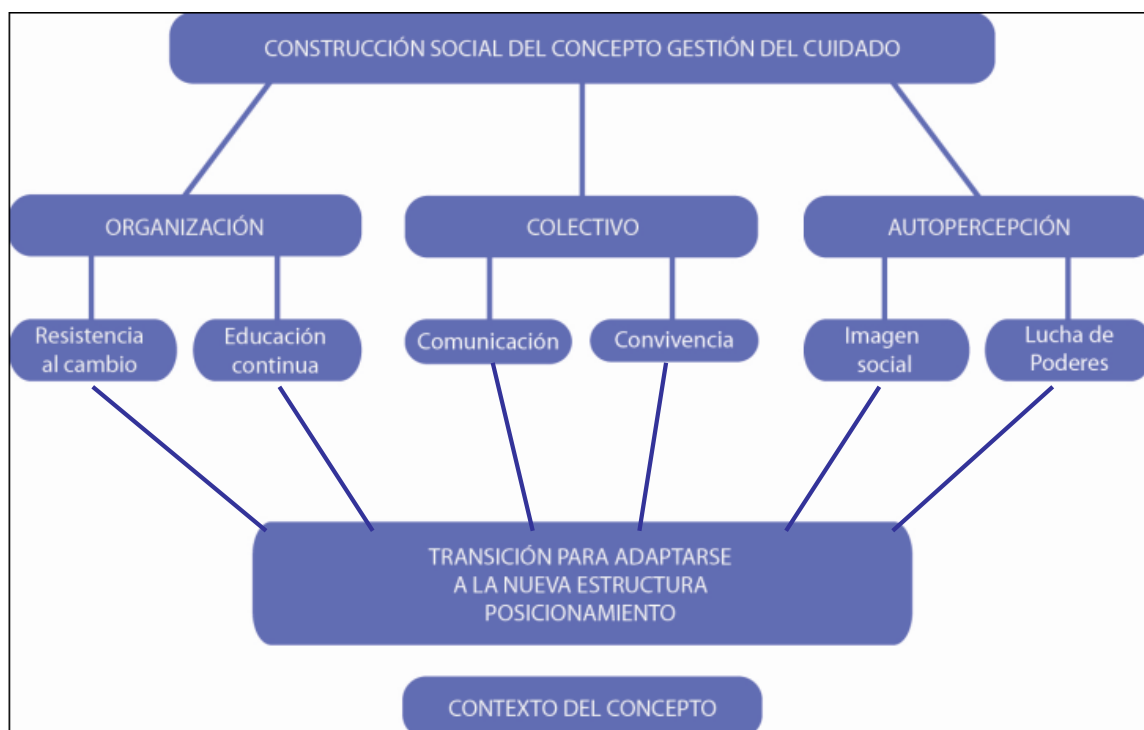 CONSTRUCCIÓN SOCIAL DEL CONCEPTO GESTIÓN DEL CUIDADO
ORGANIZACIÓN
COLECTIVO
AUTOPERCEPCIÓN
Resistencia
al cambio
Educación
continua
Comunicación
Convivencia
Imagen
social
Lucha de
Poderes
TRANSICIÓN PARA ADAPTARSE
A LA NUEVA ESTRUCTURA
POSICIONAMIENTO
CONTEXTO DEL CONCEPTO